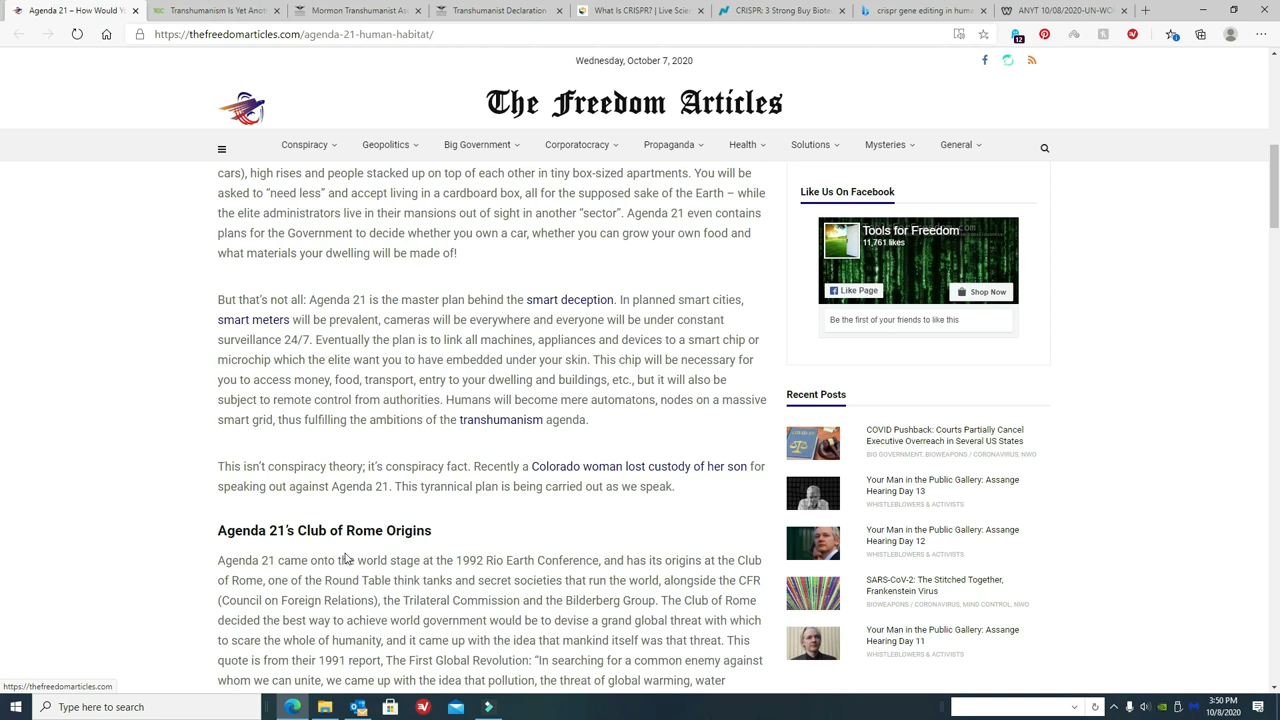 Agenda 21 – How Yo
What Is CRISPR? | N
CRISPR: 3 Stroman
ANYT 10/08/2020-UN-WO
https://thefreedomarticles.com/agenda-21-human-habitat/
12
Wednesday, October 7, 2020
The Freedom Articles
Conspiracy
Geopolitics
Big Government
Corporatocracy
Propaganda
Health
Solutions
Mysteries
General
cars), high rises and people stacked up on top of each other in tiny box-sized apartments. You will be
asked to “need less” and accept living in a cardboard box, all for the supposed sake of the Earth – while
the elite administrators live in their mansions out of sight in another “sector”. Agenda 21 even contains
plans for the Government to decide whether you own a car, whether you can grow your own food and
what materials your dwelling will be made of!
But that’s not all. Agenda 21 is the master plan behind the smart deception. In planned smart cities,
smart meters will be prevalent, cameras will be everywhere and everyone will be under constant
surveillance 24/7. Eventually the plan is to link all machines, appliances and devices to a smart chip or
microchip which the elite want you to have embedded under your skin. This chip will be necessary for
you to access money, food, transport, entry to your dwelling and buildings, etc., but it will also be
subject to remote control from authorities. Humans will become mere automatons, nodes on a massive
smart grid, thus fulfilling the ambitions of the transhumanism agenda.
This isn’t conspiracy theory, it’s conspiracy fact. Recently a Colorado woman lost custody of her son for
speaking out against Agenda 21. This tyrannical plan is being carried out as we speak.
Agenda 21’s Club of Rome Origins
Agenda 21 came onto the world stage at the 1992 Rio Earth Conference, and has its origins at the Club
of Rome, one of the Round Table think tanks and secret societies that run the world, alongside the CFR
(Council on Foreign Relations), the Trilateral Commission and the Bilderberg Group. The Club of Rome
decided the best way to achieve world government would be to devise a grand global threat with which
to scare the whole of humanity, and it came up with the idea that mankind itself was that threat. This
quote is from their 1991 report, The First Global Revolution: “In searching for a common enemy against
whom we can unite, we came up with the idea that pollution, the threat of global warming, water
Like Us On Facebook
Tools for Freedom
11,761 likes
Like Page
Shop Now
Be the first of your friends to like this
Recent Posts
COVID Pushback: Courts Partially Cancel
Executive Overreach in Several US States
BIG GOVERNMENT, BIOWEAPONS / CORONAVIRUS, NWO
Your Man in the Public Gallery: Assange
Hearing Day 13
WHISTLEBLOWERS & ACTIVISTS
Your Man in the Public Gallery: Assange
Hearing Day 12
WHISTLEBLOWERS & ACTIVISTS
SARS-CoV-2: The Stitched Together,
Frankenstein Virus
BIOWEAPONS / CORONAVIRUS, MIND CONTROL, NWO
Your Man in the Public Gallery: Assange
Hearing Day 11
WHISTLEBLOWERS & ACTIVISTS
https://thefreedomarticles.com
Type here to search
3:50 PM
10/8/2020